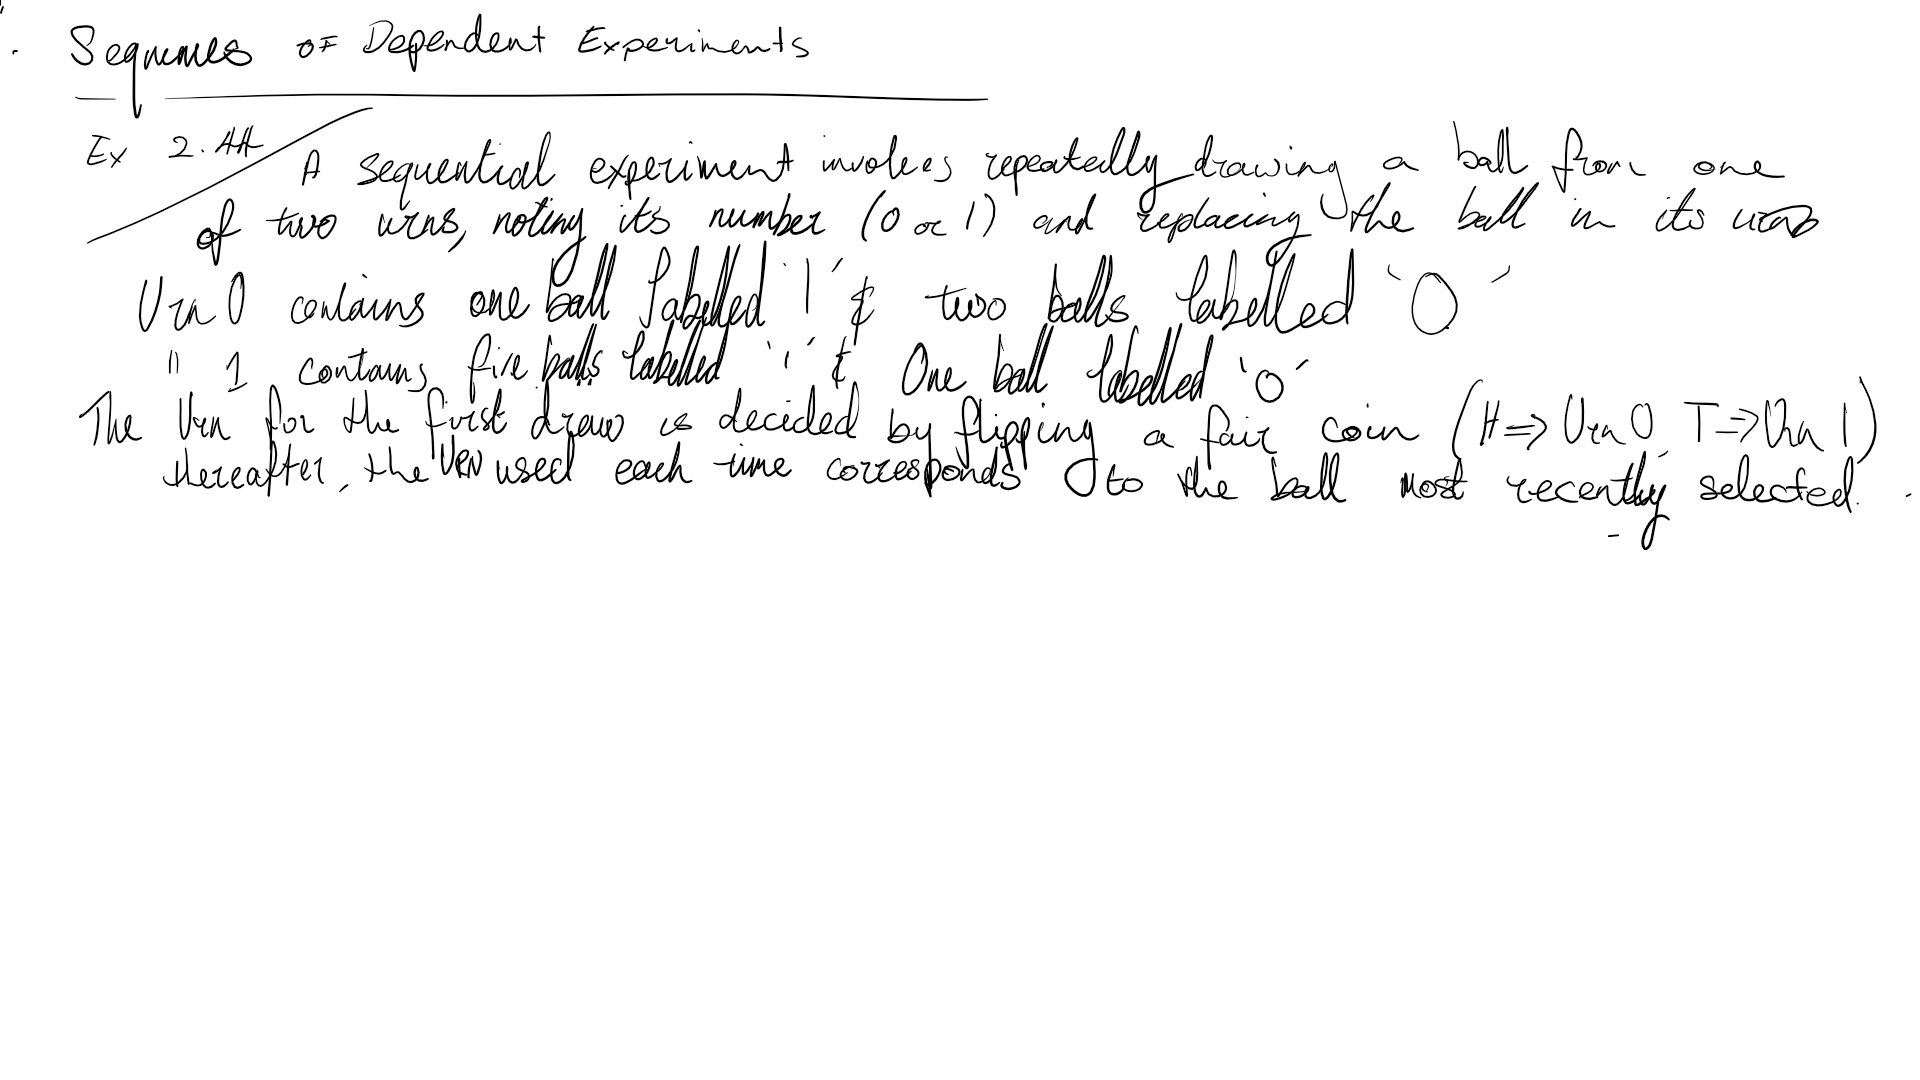 Sequences OF Dependent Experiments
Ex 2.44
A sequential experiment involves repeatedly drawing a ball from one
of two urns, noting its number (0 or 1) and replacing the ball in its urn
Urn 0 contains one ball labelled '1' & two balls labelled '0'
" 1 contains five balls labelled '1' & One ball labelled '0'
The Urn for the first draw is decided by flipping a fair coin (H=> Urn 0, T=> Urn 1)
thereafter, the URN used each time corresponds to the ball most recently selected.